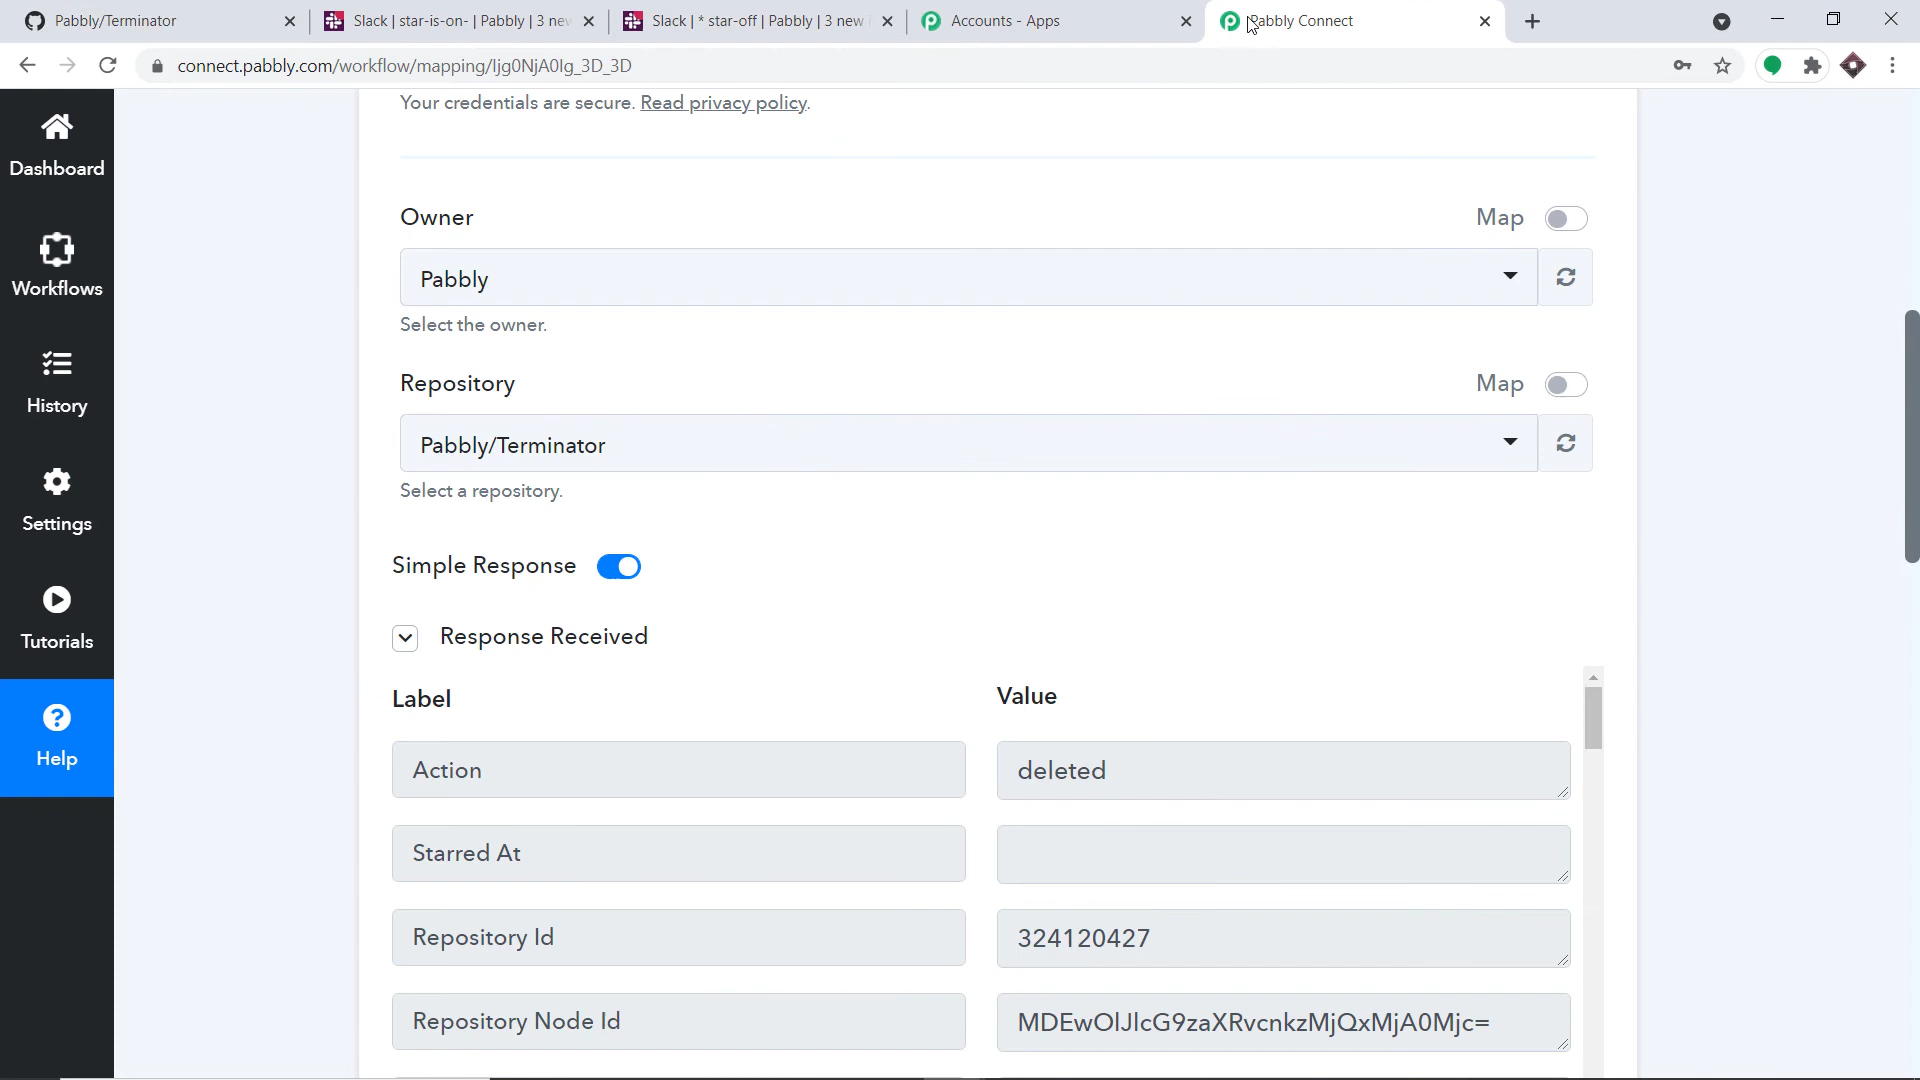 Pabbly/Terminator
Slack | star-is-on- | Pabbly | 3 new
Slack | * star-off | Pabbly | 3 new i
Accounts - Apps
Pabbly Connect
connect.pabbly.com/workflow/mapping/Ijg0NjA0Ig_3D_3D
Dashboard
Workflows
History
Settings
Tutorials
Help
Your credentials are secure. Read privacy policy.
Owner
Map
Pabbly
Select the owner.
Repository
Map
Pabbly/Terminator
Select a repository.
Simple Response
Response Received
Label
Value
Action
deleted
Starred At
Repository Id
324120427
Repository Node Id
MDEwOlJlcG9zaXRvcnkzMjQxMjA0Mjc=